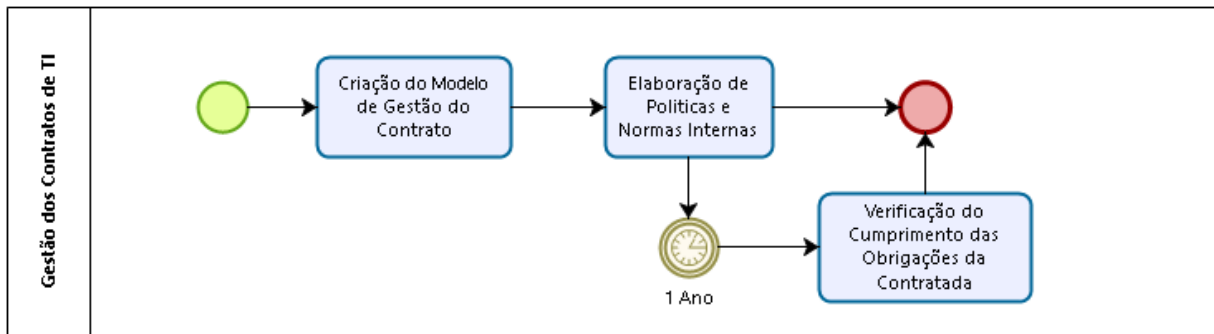 Gestão dos Contratos de TI
Criação do Modelo
de Gestão do
Contrato
Elaboração de
Políticas e
Normas Internas
1 Ano
Verificação do
Cumprimento das
Obrigações da
Contratada